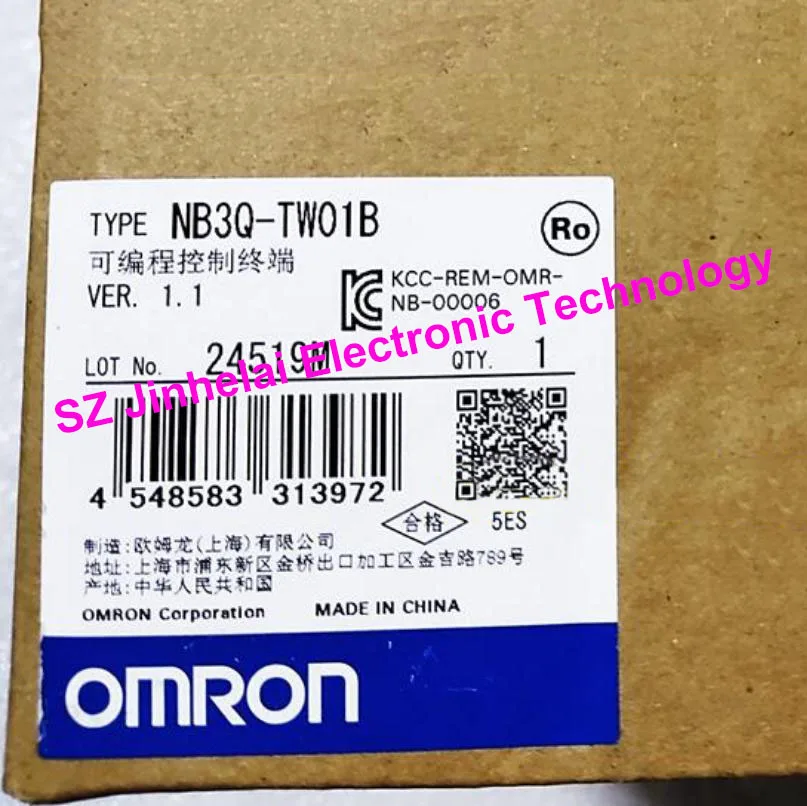 TYPE NB3Q-TW01B
Ro
可编程控制终端
VER. 1.1
KCC-REM-OMR-
NB-00006
LOT No. 24519M QTY. 1
SZ Jinhelai Electronic Technology
4 548583 313972
合格 5ES
制造:欧姆龙(上海)有限公司
地址:上海市浦东新区金桥出口加工区金吉路789号
产地:中华人民共和国
OMRON Corporation MADE IN CHINA
OMRON